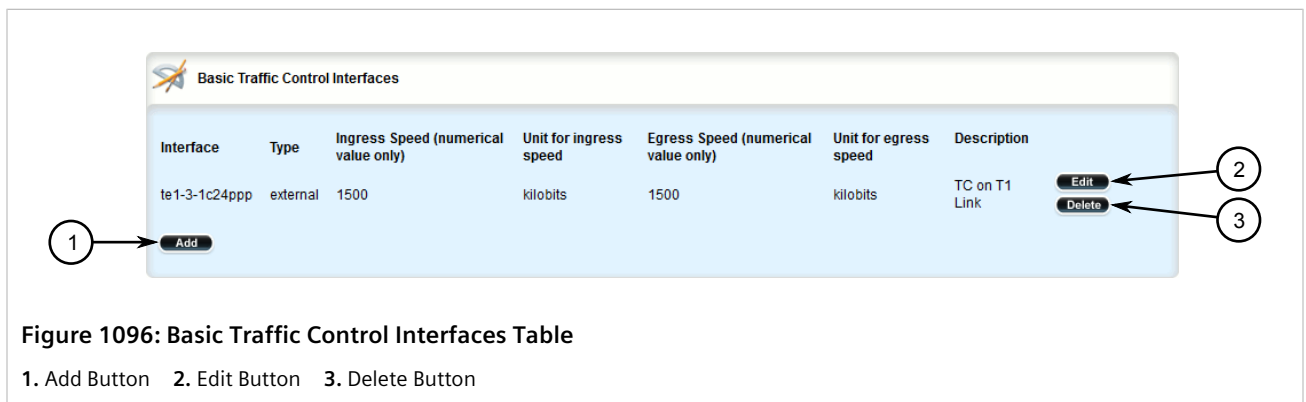 Basic Traffic Control Interfaces
Interface
Type
Ingress Speed (numerical
value only)
Unit for ingress
speed
Egress Speed (numerical
value only)
Unit for egress
speed
Description
te1-3-1c24ppp
external
1500
kilobits
1500
kilobits
TC on T1
Link
Edit
Delete
2
3
1
Add
Figure 1096: Basic Traffic Control Interfaces Table
1. Add Button 2. Edit Button 3. Delete Button